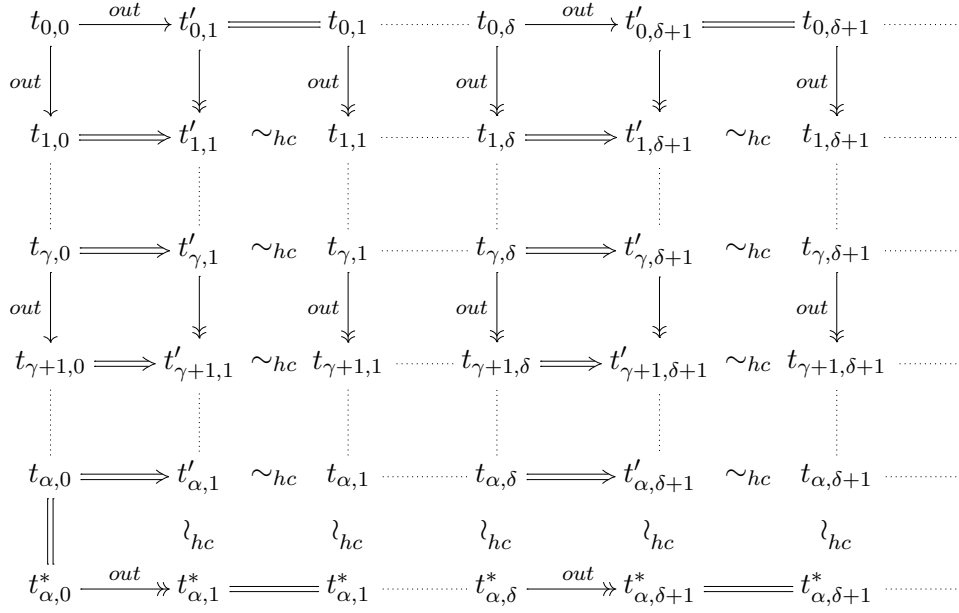 t_{0,0} out t'_{0,1} t_{0,1} t_{0,δ} out t'_{0,δ+1} t_{0,δ+1}
out out out out
t_{1,0} t'_{1,1} ∼_{hc} t_{1,1} t_{1,δ} t'_{1,δ+1} ∼_{hc} t_{1,δ+1}
t_{γ,0} t'_{γ,1} ∼_{hc} t_{γ,1} t_{γ,δ} t'_{γ,δ+1} ∼_{hc} t_{γ,δ+1}
out out out out
t_{γ+1,0} t'_{γ+1,1} ∼_{hc} t_{γ+1,1} t_{γ+1,δ} t'_{γ+1,δ+1} ∼_{hc} t_{γ+1,δ+1}
t_{α,0} t'_{α,1} ∼_{hc} t_{α,1} t_{α,δ} t'_{α,δ+1} ∼_{hc} t_{α,δ+1}
≀_{hc} ≀_{hc} ≀_{hc} ≀_{hc} ≀_{hc}
t^*_{α,0} out t^*_{α,1} t^*_{α,1} t^*_{α,δ} out t^*_{α,δ+1} t^*_{α,δ+1}